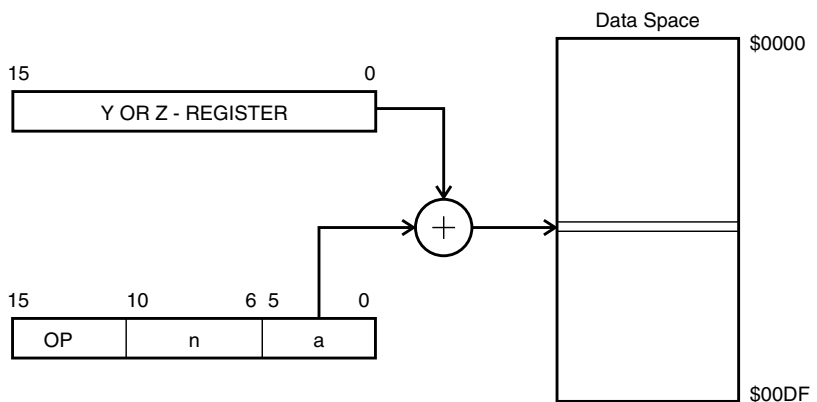 Data Space
$0000
15 0
Y OR Z - REGISTER
+
15 10 6 5 0
OP n a
$00DF